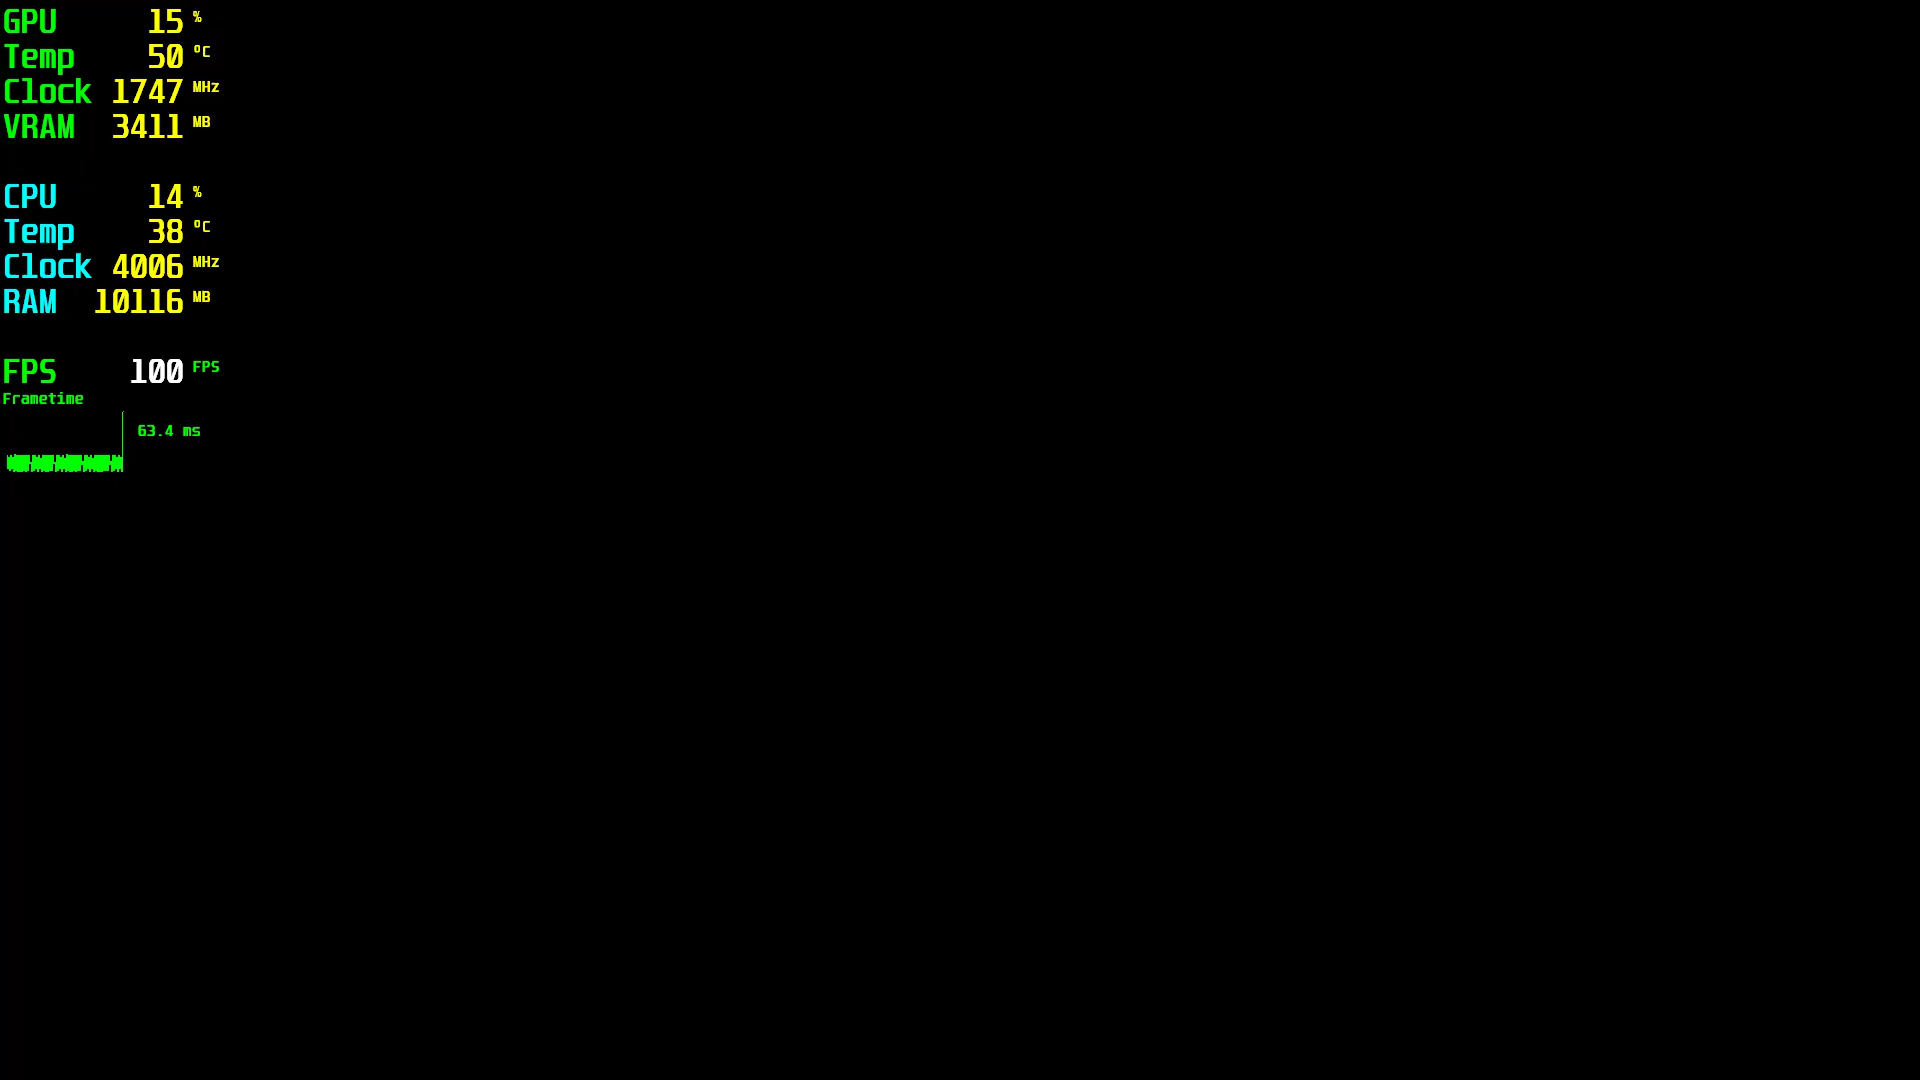 GPU 15 %
Temp 50 °C
Clock 1747 MHz
VRAM 3411 MB
CPU 14 %
Temp 38 °C
Clock 4006 MHz
RAM 10116 MB
FPS 100 FPS
Frametime
63.4 ms